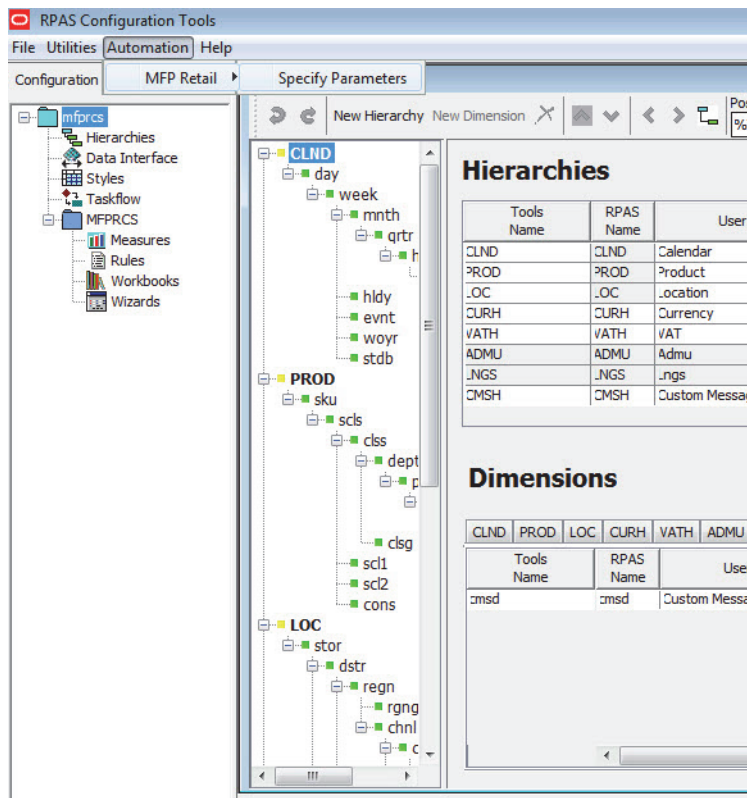 RPAS Configuration Tools
File Utilities Automation Help
Configuration
MFP Retail
Specify Parameters
mfprcs
Hierarchies
Data Interface
Styles
Taskflow
MFPRCS
Measures
Rules
Workbooks
Wizards
New Hierarchy New Dimension
Pos
%
CLND
day
week
mnth
qrtr
h
hldy
evnt
woyr
stdb
PROD
sku
scls
clss
dept
p
clsg
scl1
scl2
cons
LOC
stor
dstr
regn
rgng
chnl
c
Hierarchies
Tools Name RPAS Name User
CLND CLND Calendar
PROD PROD Product
LOC LOC Location
CURH CURH Currency
VATH VATH VAT
ADMU ADMU Admu
LNGS LNGS Lngs
CMSH CMSH Custom Messag
Dimensions
CLND PROD LOC CURH VATH ADMU
Tools Name RPAS Name Use
cmsd cmsd Custom Messa